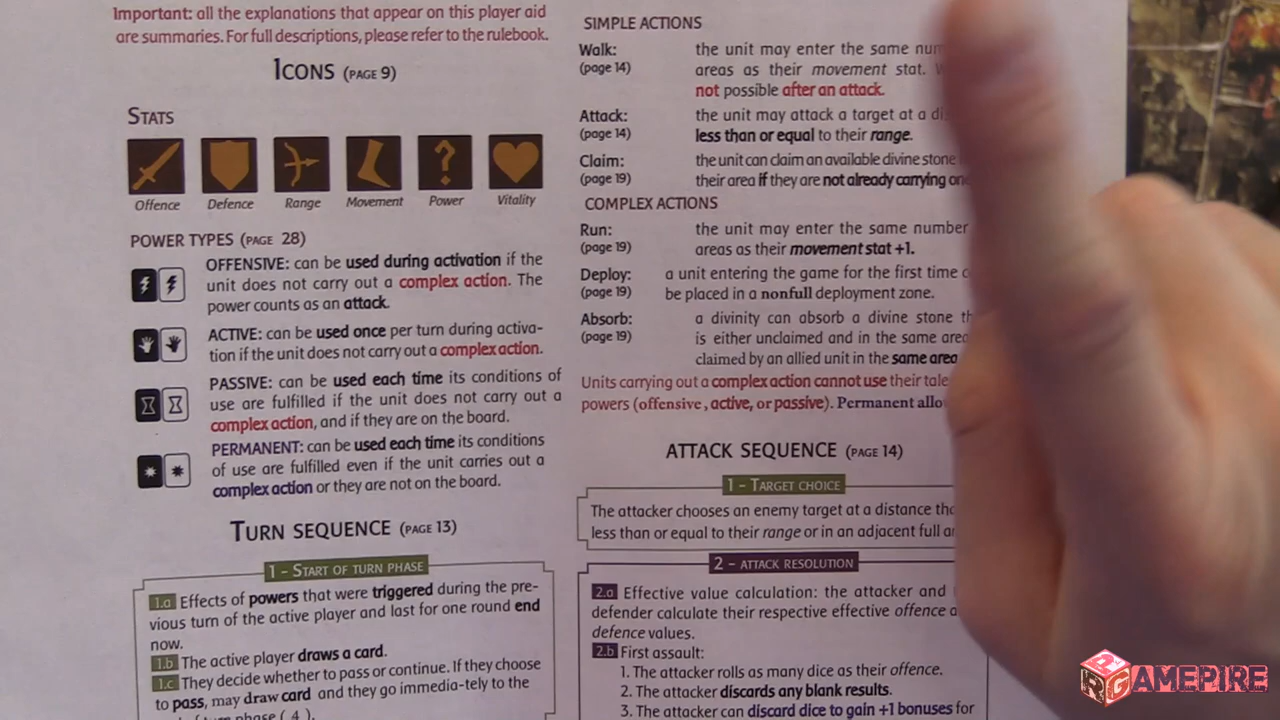 Important: all the explanations that appear on this player aid
are summaries. For full descriptions, please refer to the rulebook.
ICONS (PAGE 9)
STATS
Offence Defence Range Movement Power Vitality
POWER TYPES (PAGE 28)
OFFENSIVE: can be used during activation if the
unit does not carry out a complex action. The
power counts as an attack.
ACTIVE: can be used once per turn during activa-
tion if the unit does not carry out a complex action.
PASSIVE: can be used each time its conditions of
use are fulfilled if the unit does not carry out a
complex action, and if they are on the board.
PERMANENT: can be used each time its conditions
of use are fulfilled even if the unit carries out a
complex action or they are not on the board.
TURN SEQUENCE (PAGE 13)
1 - START OF TURN PHASE
1.a Effects of powers that were triggered during the pre-
vious turn of the active player and last for one round end
now.
1.b The active player draws a card.
1.c They decide whether to pass or continue. If they choose
to pass, may draw card and they go immedia-tely to the
of turn phase ( 4 ).
SIMPLE ACTIONS
Walk: the unit may enter the same
(page 14) areas as their movement stat.
not possible after an attack.
Attack: the unit may attack a target at a
(page 14) less than or equal to their range.
Claim: the unit can claim an available divine stone
(page 19) their area if they are not already carrying one
COMPLEX ACTIONS
Run: the unit may enter the same number
(page 19) areas as their movement stat +1.
Deploy: a unit entering the game for the first time
(page 19) be placed in a nonfull deployment zone.
Absorb: a divinity can absorb a divine stone
(page 19) is either unclaimed and in the same area
claimed by an allied unit in the same area
Units carrying out a complex action cannot use their
powers (offensive, active, or passive). Permanent
ATTACK SEQUENCE (PAGE 14)
1 - TARGET CHOICE
The attacker chooses an enemy target at a distance
less than or equal to their range or in an adjacent full
2 - ATTACK RESOLUTION
2.a Effective value calculation: the attacker and
defender calculate their respective effective offence
defence values.
2.b First assault:
1. The attacker rolls as many dice as their offence.
2. The attacker discards any blank results.
3. The attacker can discard dice to gain +1 bonuses for
GAMEPIRE